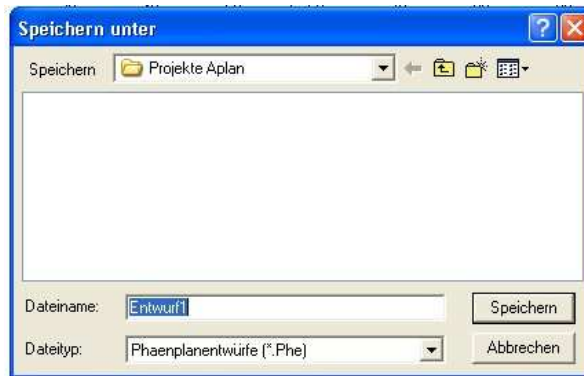 Speichern unter
Speichern Projekte Aplan
Dateiname: Entwurf1 Speichern
Dateityp: Phaenplanentwürfe (*.Phe) Abbrechen